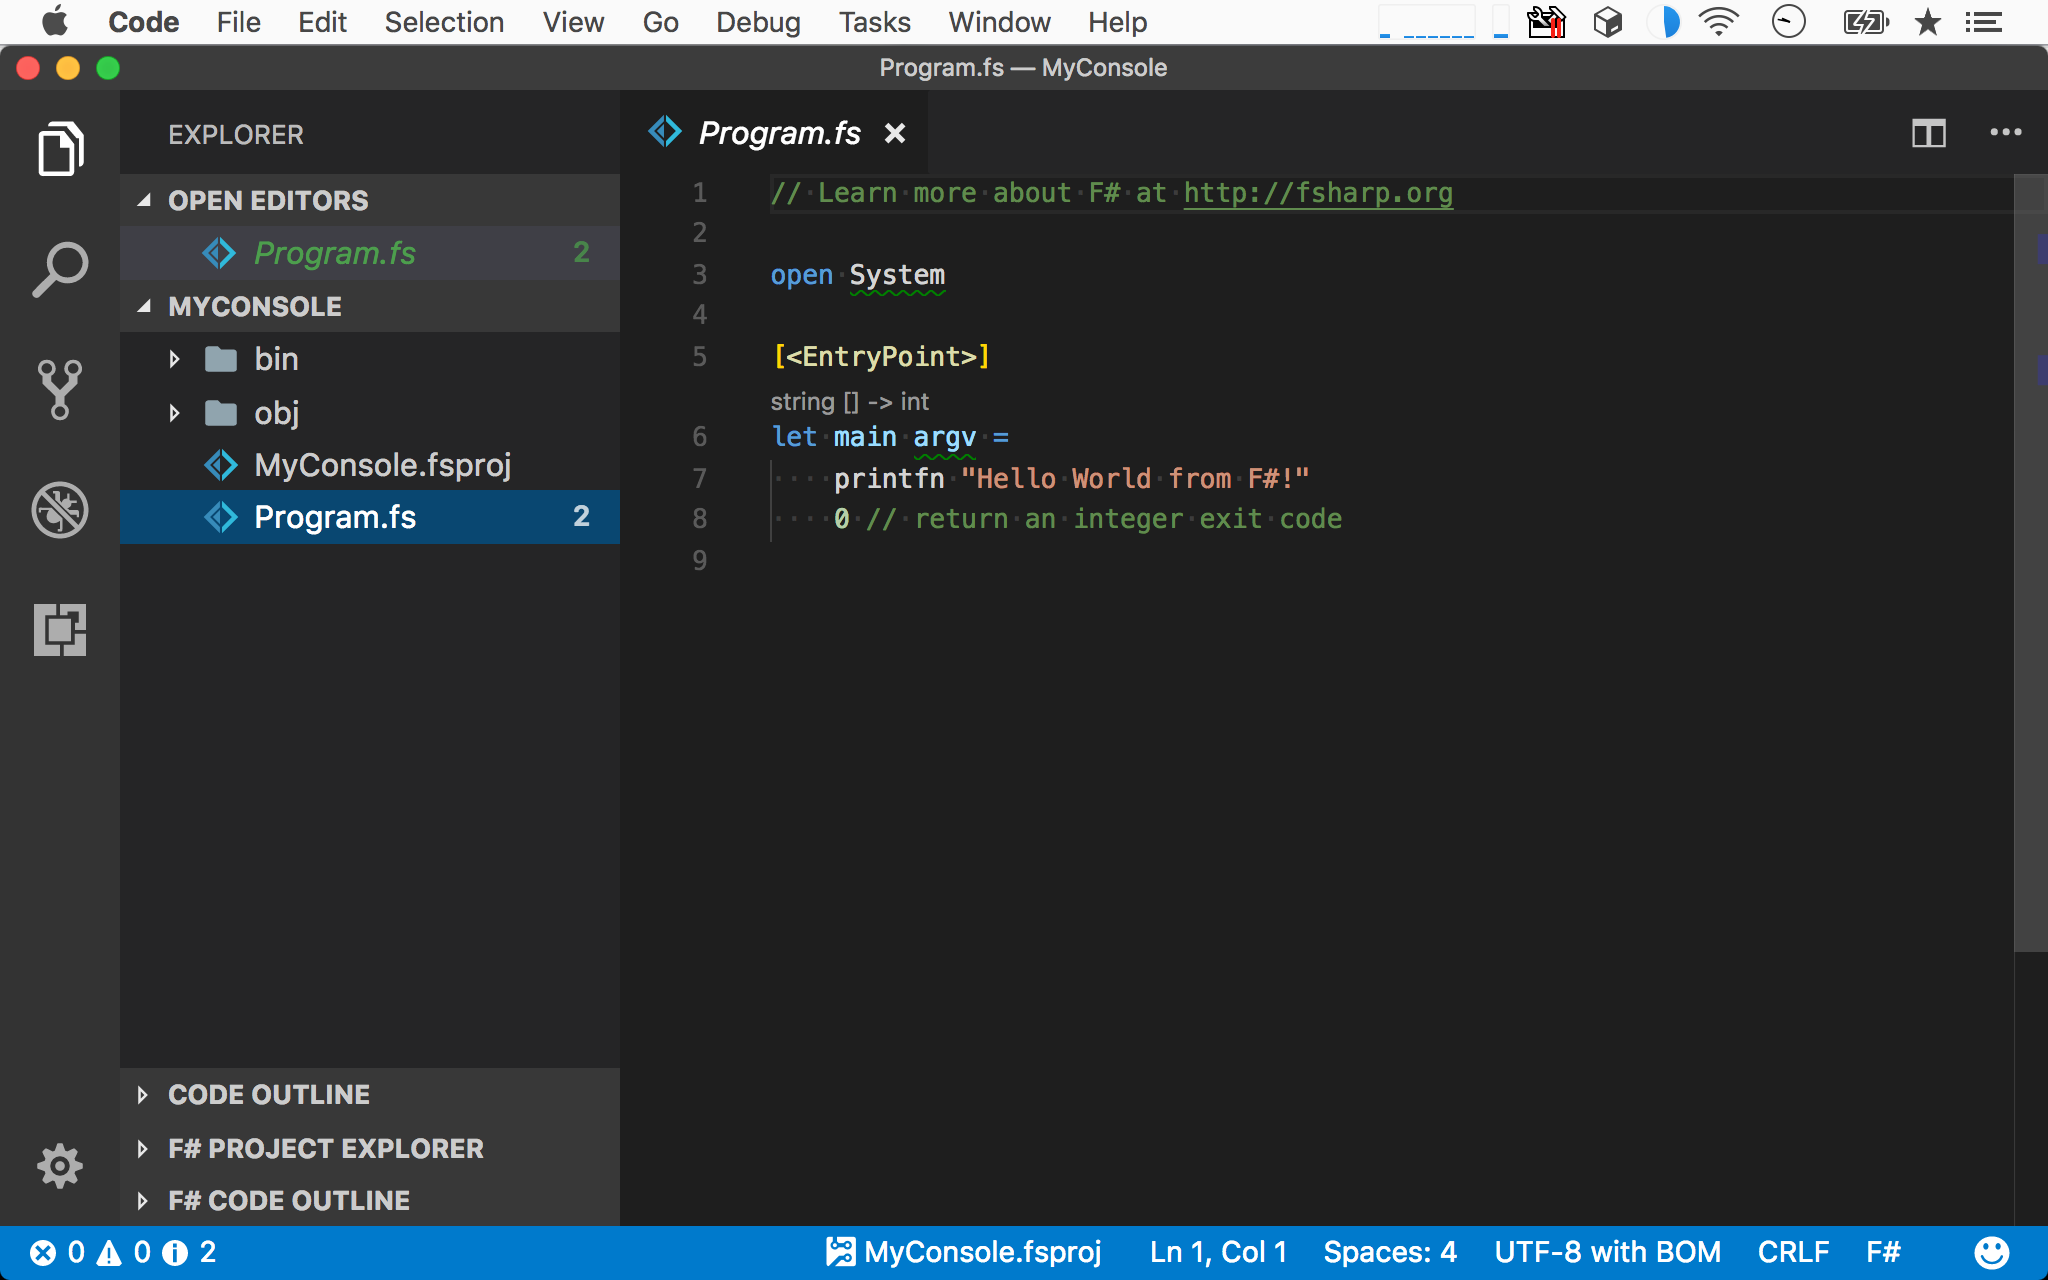 Code File Edit Selection View Go Debug Tasks Window Help
Program.fs — MyConsole
EXPLORER
OPEN EDITORS
Program.fs 2
MYCONSOLE
bin
obj
MyConsole.fsproj
Program.fs 2
CODE OUTLINE
F# PROJECT EXPLORER
F# CODE OUTLINE
Program.fs
1 // Learn more about F# at http://fsharp.org
2
3 open System
4
5 [<EntryPoint>]
string [] -> int
6 let main argv =
7     printfn "Hello World from F#!"
8     0 // return an integer exit code
9
0 0 2 MyConsole.fsproj Ln 1, Col 1 Spaces: 4 UTF-8 with BOM CRLF F#